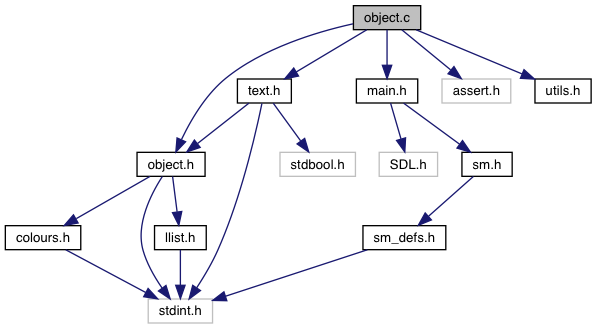 object.c
text.h
main.h
assert.h
utils.h
object.h
stdbool.h
SDL.h
sm.h
colours.h
llist.h
sm_defs.h
stdint.h